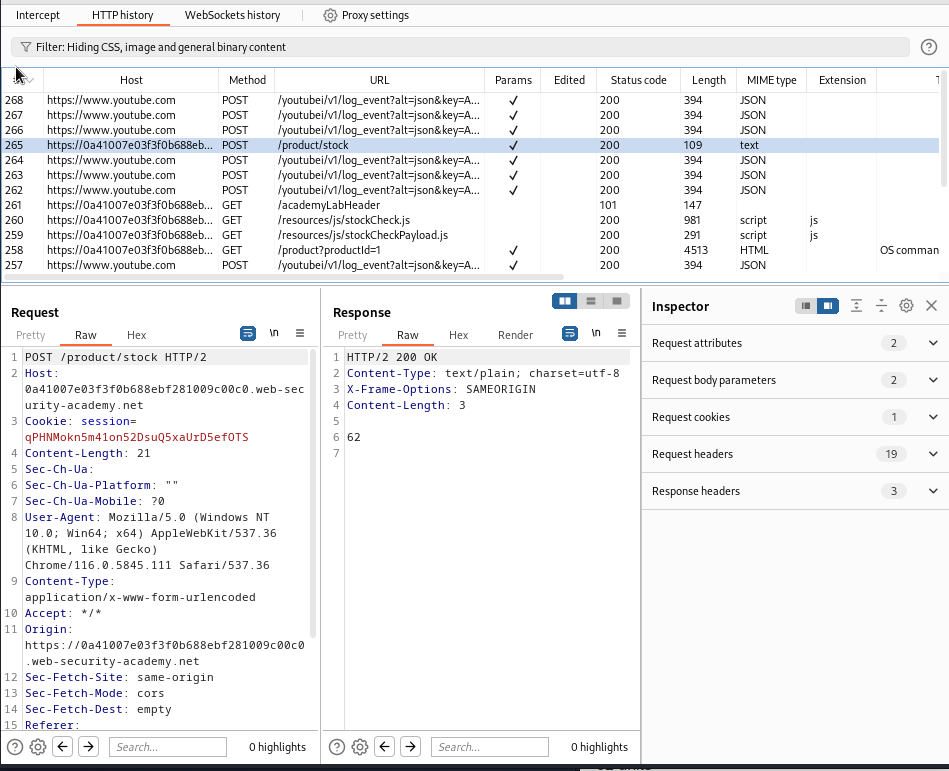 Intercept HTTP history WebSockets history Proxy settings
Filter: Hiding CSS, image and general binary content
Host Method URL Params Edited Status code Length MIME type Extension
268 https://www.youtube.com POST /youtubei/v1/log_event?alt=json&key=A... ✓ 200 394 JSON
267 https://www.youtube.com POST /youtubei/v1/log_event?alt=json&key=A... ✓ 200 394 JSON
266 https://www.youtube.com POST /youtubei/v1/log_event?alt=json&key=A... ✓ 200 394 JSON
265 https://0a41007e03f3f0b688eb... POST /product/stock ✓ 200 109 text
264 https://www.youtube.com POST /youtubei/v1/log_event?alt=json&key=A... ✓ 200 394 JSON
263 https://www.youtube.com POST /youtubei/v1/log_event?alt=json&key=A... ✓ 200 394 JSON
262 https://www.youtube.com POST /youtubei/v1/log_event?alt=json&key=A... ✓ 200 394 JSON
261 https://0a41007e03f3f0b688eb... GET /academyLabHeader 101 147
260 https://0a41007e03f3f0b688eb... GET /resources/js/stockCheck.js 200 981 script js
259 https://0a41007e03f3f0b688eb... GET /resources/js/stockCheckPayload.js 200 291 script js
258 https://0a41007e03f3f0b688eb... GET /product?productId=1 ✓ 200 4513 HTML OS comman
257 https://www.youtube.com POST /youtubei/v1/log_event?alt=json&key=A... ✓ 200 394 JSON
Request
Pretty Raw Hex \n
1 POST /product/stock HTTP/2
2 Host:
0a41007e03f3f0b688ebf281009c00c0.web-sec
urity-academy.net
3 Cookie: session=
qPHNMokn5m41on52DsuQ5xaUrD5efOTS
4 Content-Length: 21
5 Sec-Ch-Ua:
6 Sec-Ch-Ua-Platform: ""
7 Sec-Ch-Ua-Mobile: ?0
8 User-Agent: Mozilla/5.0 (Windows NT
10.0; Win64; x64) AppleWebKit/537.36
(KHTML, like Gecko)
Chrome/116.0.5845.111 Safari/537.36
9 Content-Type:
application/x-www-form-urlencoded
10 Accept: */*
11 Origin:
https://0a41007e03f3f0b688ebf281009c00c0
.web-security-academy.net
12 Sec-Fetch-Site: same-origin
13 Sec-Fetch-Mode: cors
14 Sec-Fetch-Dest: empty
15 Referer:
Search... 0 highlights
Response
Pretty Raw Hex Render \n
1 HTTP/2 200 OK
2 Content-Type: text/plain; charset=utf-8
3 X-Frame-Options: SAMEORIGIN
4 Content-Length: 3
5
6 62
7
Search... 0 highlights
Inspector
Request attributes 2
Request body parameters 2
Request cookies 1
Request headers 19
Response headers 3